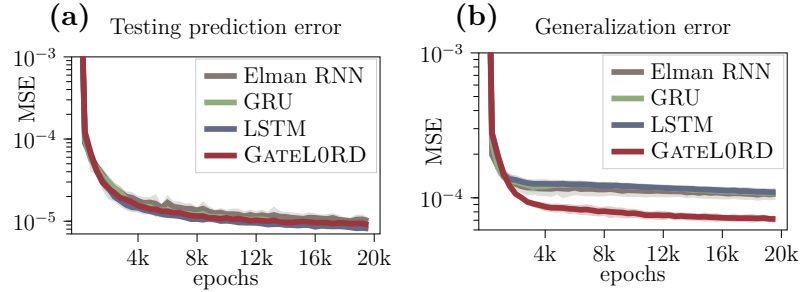 (a) Testing prediction error
MSE
10⁻³
10⁻⁴
10⁻⁵
Elman RNN
GRU
LSTM
GATEL0RD
4k 8k 12k 16k 20k
epochs
(b) Generalization error
MSE
10⁻³
10⁻⁴
Elman RNN
GRU
LSTM
GATEL0RD
4k 8k 12k 16k 20k
epochs